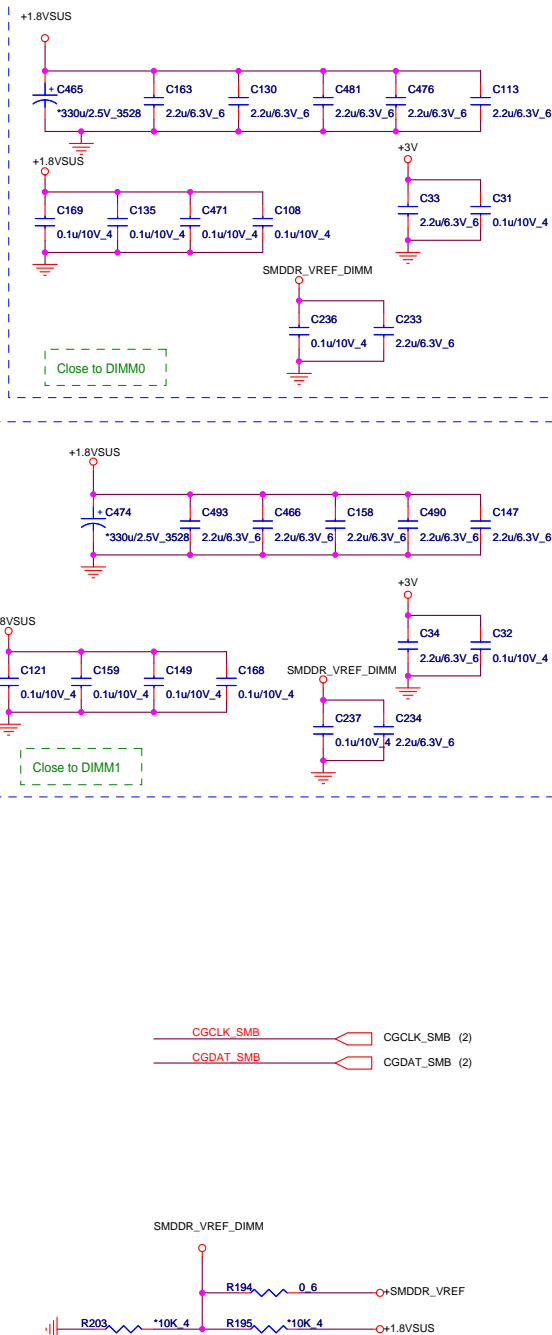 +1.8VSUS
+ C465 C163 C130 C481 C476 C113
*330u/2.5V_3528 2.2u/6.3V_6 2.2u/6.3V_6 2.2u/6.3V_6 2.2u/6.3V_6 2.2u/6.3V_6
+3V
+1.8VSUS
C33 C31
2.2u/6.3V_6 0.1u/10V_4
C169 C135 C471 C108
0.1u/10V_4 0.1u/10V_4 0.1u/10V_4 0.1u/10V_4
SMDDR_VREF_DIMM
C236 C233
0.1u/10V_4 2.2u/6.3V_6
Close to DIMM0
+1.8VSUS
+ C474 C493 C466 C158 C490 C147
*330u/2.5V_3528 2.2u/6.3V_6 2.2u/6.3V_6 2.2u/6.3V_6 2.2u/6.3V_6 2.2u/6.3V_6
+3V
8VSUS
C34 C32
2.2u/6.3V_6 0.1u/10V_4
C121 C159 C149 C168
0.1u/10V_4 0.1u/10V_4 0.1u/10V_4 0.1u/10V_4
SMDDR_VREF_DIMM
C237 C234
0.1u/10V_4 2.2u/6.3V_6
Close to DIMM1
CGCLK_SMB CGCLK_SMB (2)
CGDAT_SMB CGDAT_SMB (2)
SMDDR_VREF_DIMM
R194 0_6 +SMDDR_VREF
R203 *10K_4 R195 *10K_4 +1.8VSUS